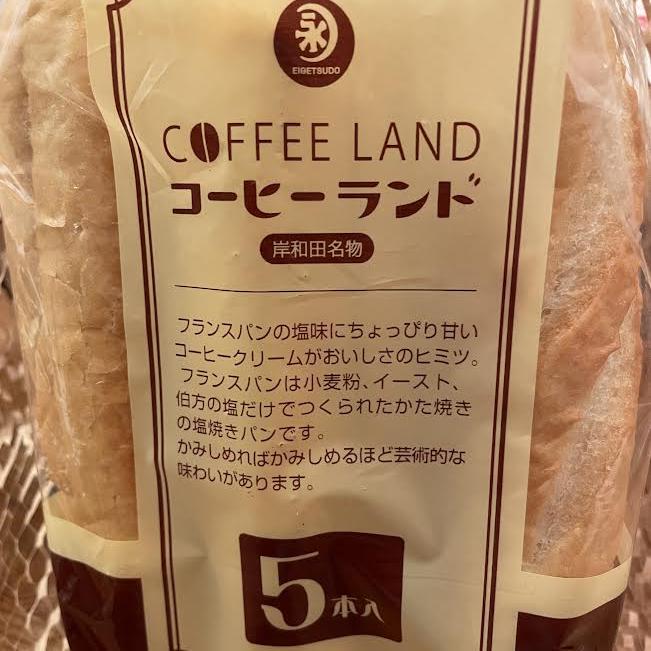 永
EIGETSUDO
COFFEE LAND
コーヒーランド
岸和田名物
フランスパンの塩味にちょっぴり甘い
コーヒークリームがおいしさのヒミツ。
フランスパンは小麦粉、イースト、
伯方の塩だけでつくられたかた焼き
の塩焼きパンです。
かみしめればかみしめるほど芸術的な
味わいがあります。
5本入